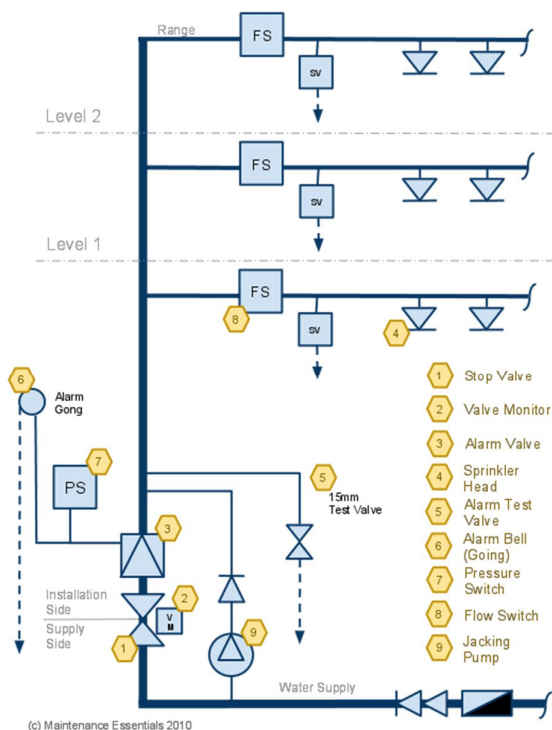 Range
FS
SV
Level 2
FS
SV
Level 1
FS
8
SV
4
6
Alarm
Gong
7
PS
5
15mm
Test Valve
3
Installation
Side
2
V
M
Supply
Side
1
9
Water Supply
1 Stop Valve
2 Valve Monitor
3 Alarm Valve
4 Sprinkler
Head
5 Alarm Test
Valve
6 Alarm Bell
(Going)
7 Pressure
Switch
8 Flow Switch
9 Jacking
Pump
(c) Maintenance Essentials 2010